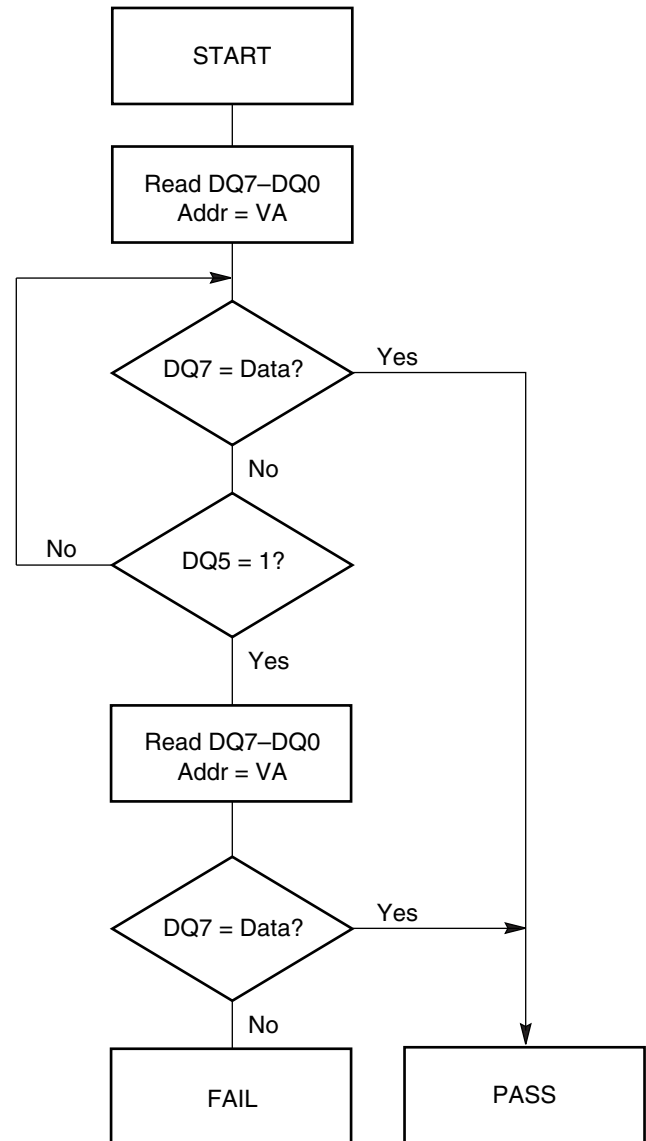 START
Read DQ7–DQ0
Addr = VA
DQ7 = Data?
Yes
No
No
DQ5 = 1?
Yes
Read DQ7–DQ0
Addr = VA
DQ7 = Data?
Yes
No
FAIL
PASS